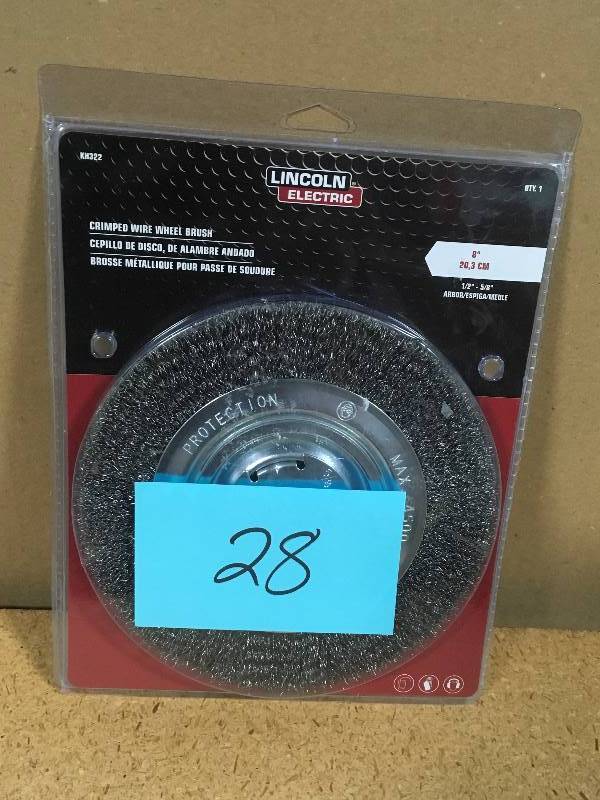 KH322
LINCOLN
ELECTRIC
QTY. 1
CRIMPED WIRE WHEEL BRUSH
CEPILLO DE DISCO, DE ALAMBRE ANDADO
BROSSE MÉTALLIQUE POUR PASSE DE SOUDURE
8"
20,3 CM
1/2" - 5/8"
ARBOR/ESPIGA/MEULE
PROTECTION
MAX
28